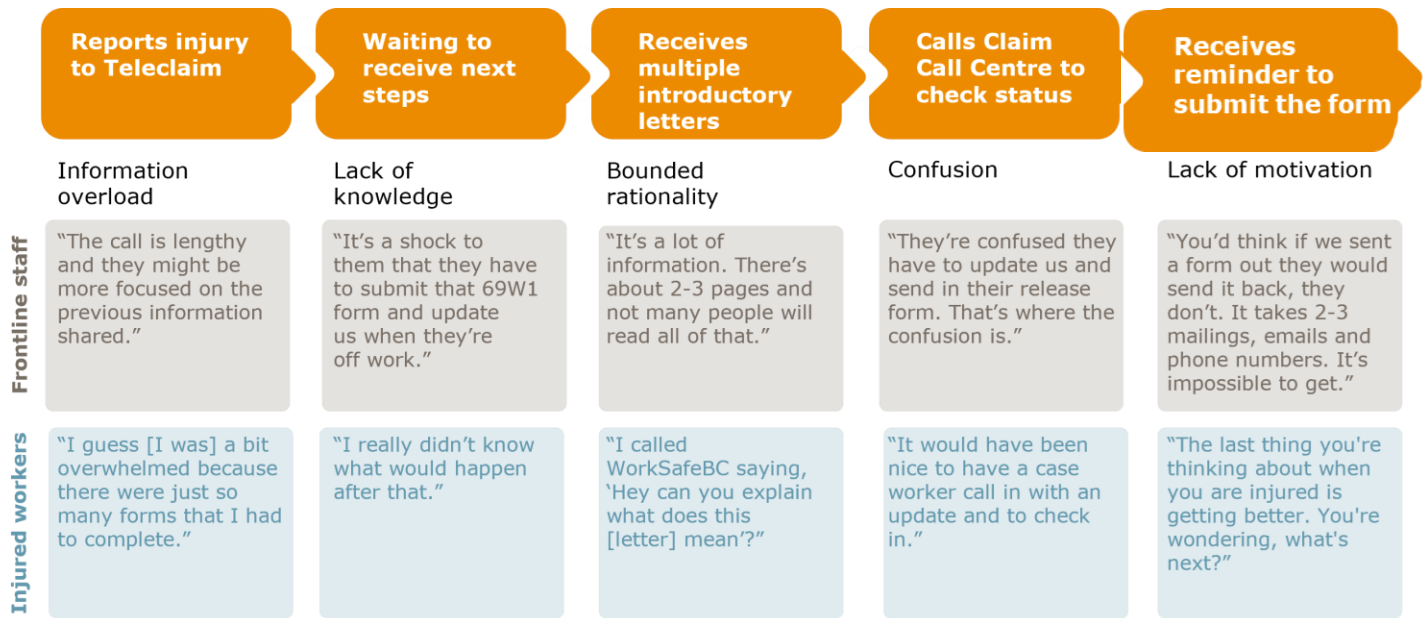 Reports injury
to Teleclaim
Waiting to
receive next
steps
Receives
multiple
introductory
letters
Calls Claim
Call Centre to
check status
Receives
reminder to
submit the form
Information
overload
Lack of
knowledge
Bounded
rationality
Confusion
Lack of motivation
Frontline staff
“The call is lengthy
and they might be
more focused on the
previous information
shared.”
“It’s a shock to
them that they have
to submit that 69W1
form and update
us when they’re
off work.”
“It’s a lot of
information. There’s
about 2-3 pages and
not many people will
read all of that.”
“They’re confused they
have to update us and
send in their release
form. That’s where the
confusion is.”
“You’d think if we sent
a form out they would
send it back, they
don’t. It takes 2-3
mailings, emails and
phone numbers. It’s
impossible to get.”
Injured workers
“I guess [I was] a bit
overwhelmed because
there were just so
many forms that I had
to complete.”
“I really didn’t know
what would happen
after that.”
“I called
WorkSafeBC saying,
‘Hey can you explain
what does this
[letter] mean’?”
“It would have been
nice to have a case
worker call in with an
update and to check
in.”
“The last thing you're
thinking about when
you are injured is
getting better. You're
wondering, what's
next?”